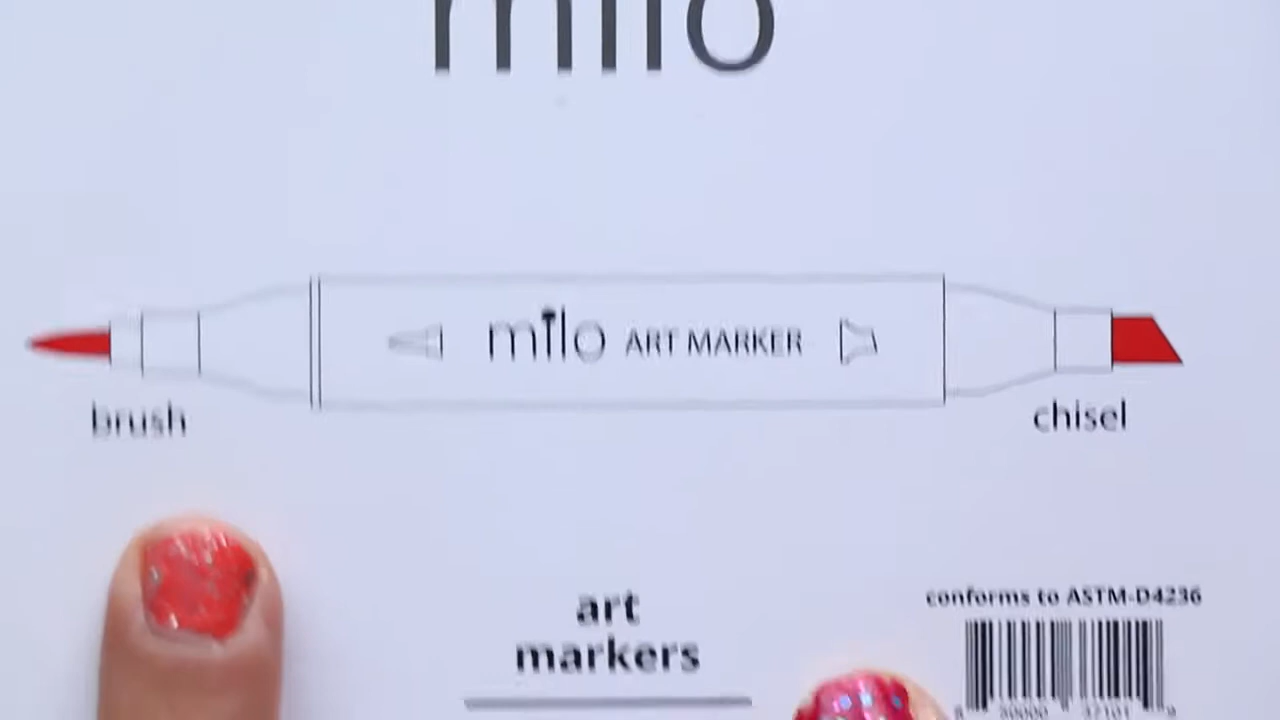 milo
milo ART MARKER
brush
chisel
art
markers
conforms to ASTM-D4236